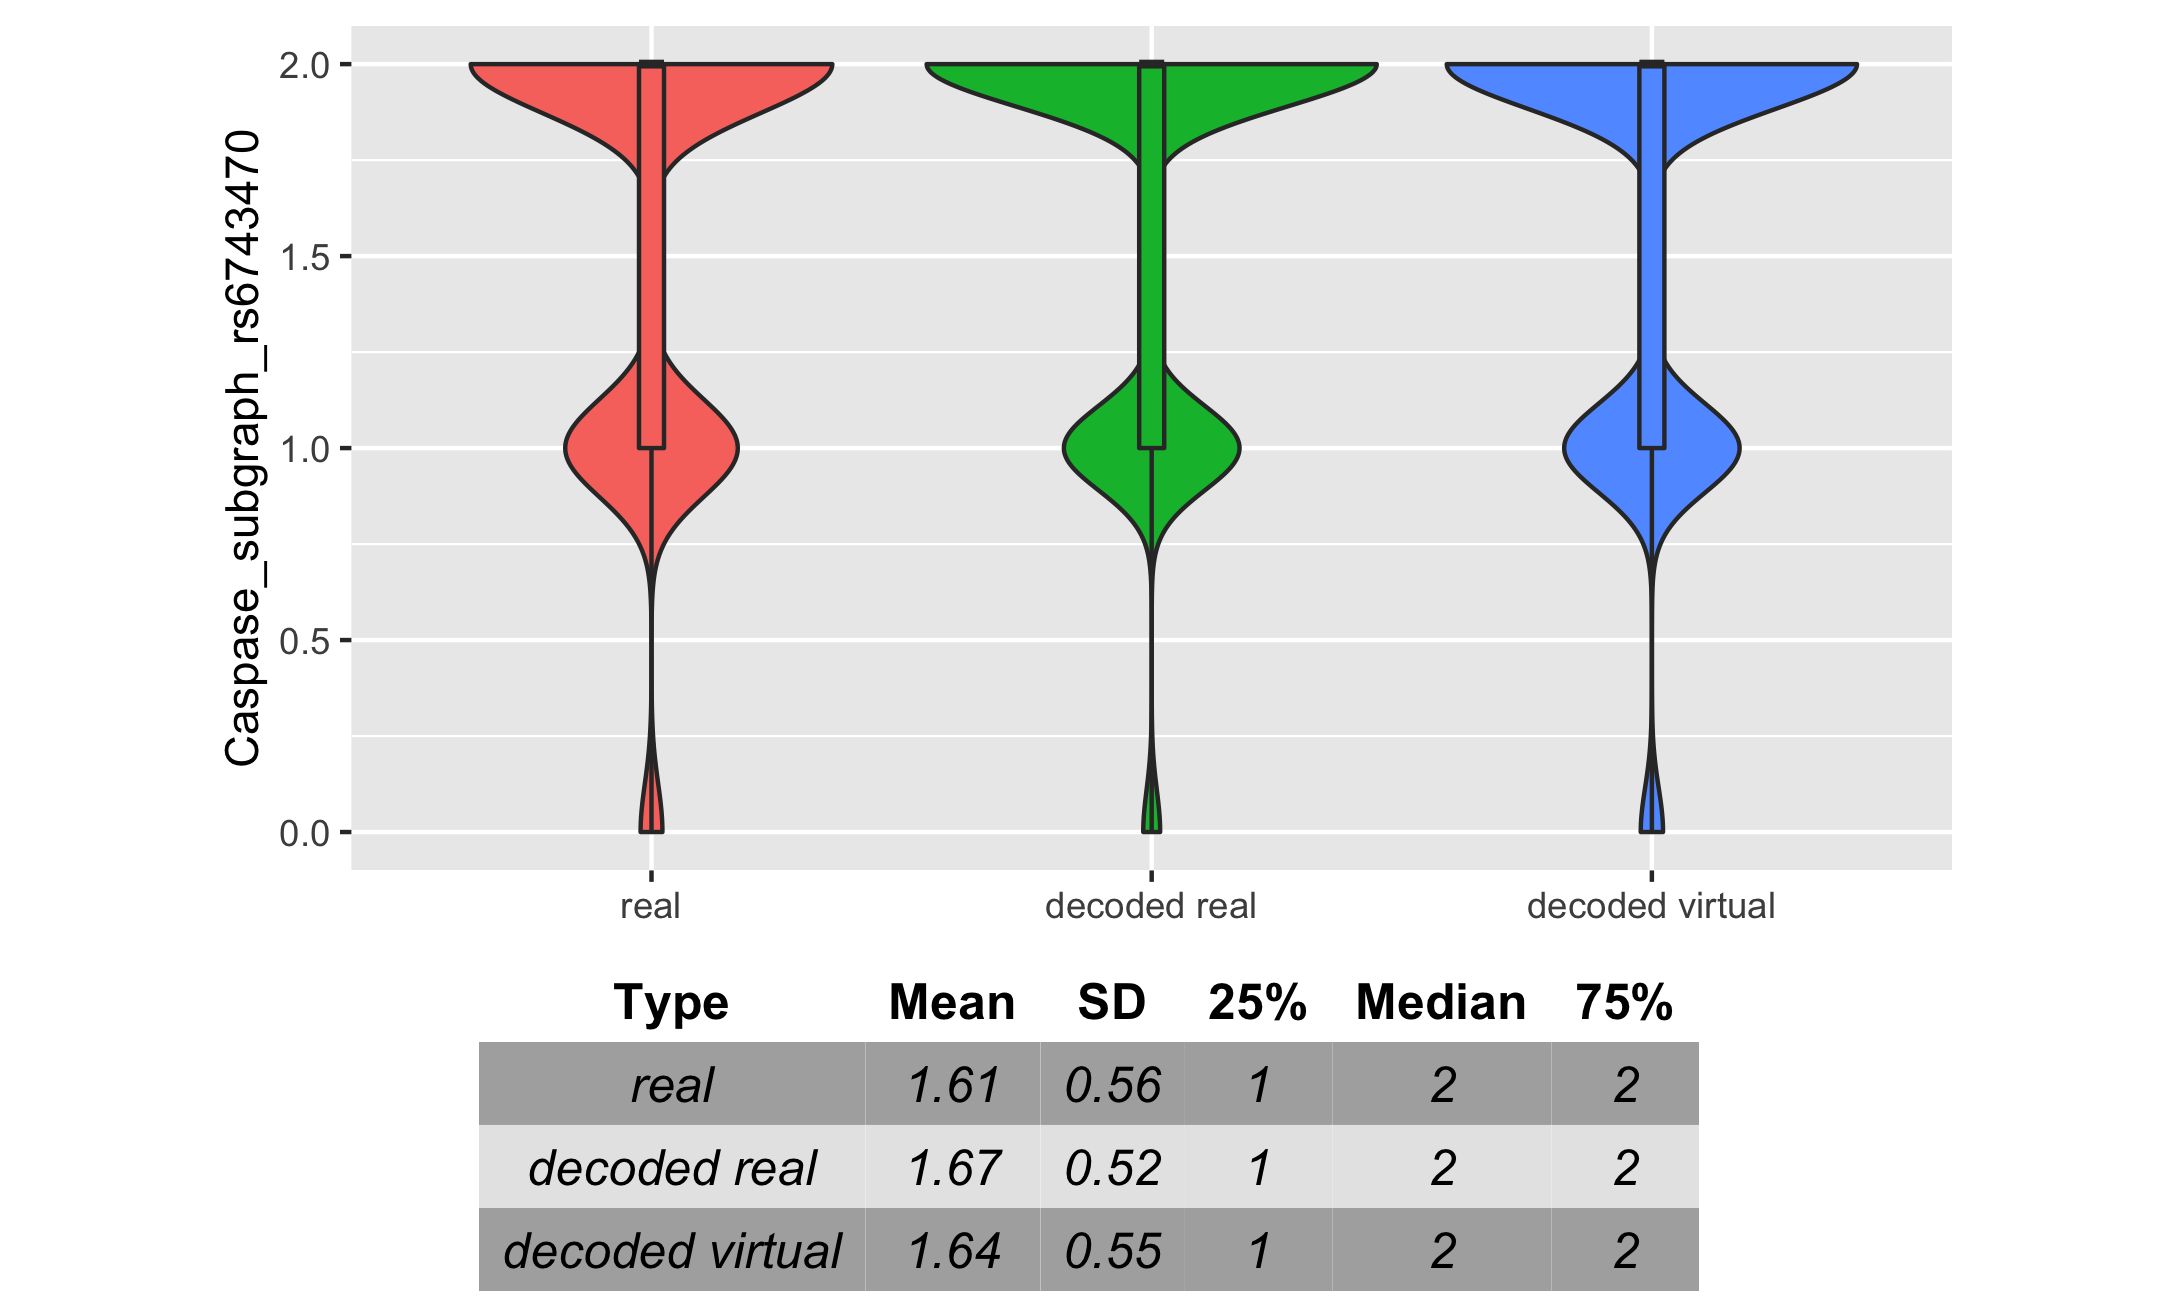 Caspase_subgraph_rs6743470
2.0
1.5
1.0
0.5
0.0
real decoded real decoded virtual
Type Mean SD 25% Median 75%
real 1.61 0.56 1 2 2
decoded real 1.67 0.52 1 2 2
decoded virtual 1.64 0.55 1 2 2